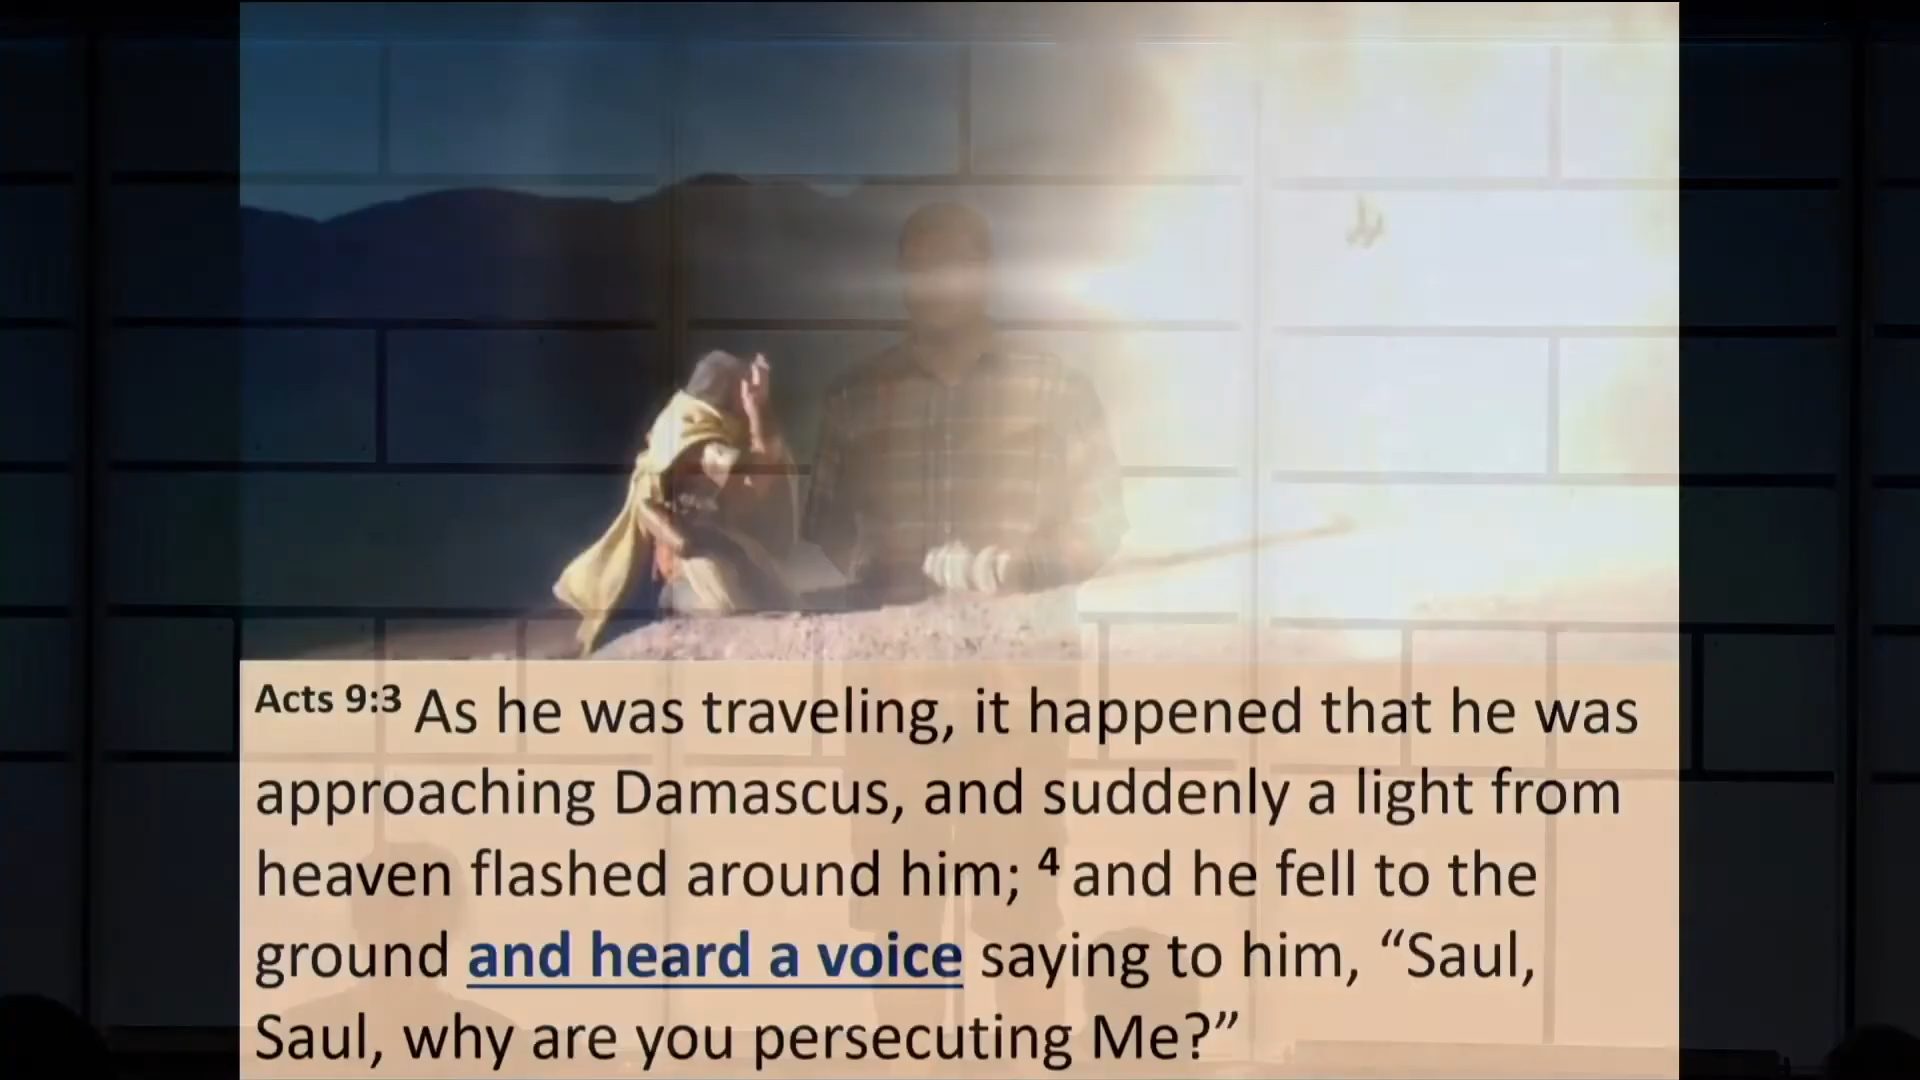 Acts 9:3 As he was traveling, it happened that he was
approaching Damascus, and suddenly a light from
heaven flashed around him; 4 and he fell to the
ground and heard a voice saying to him, “Saul,
Saul, why are you persecuting Me?”